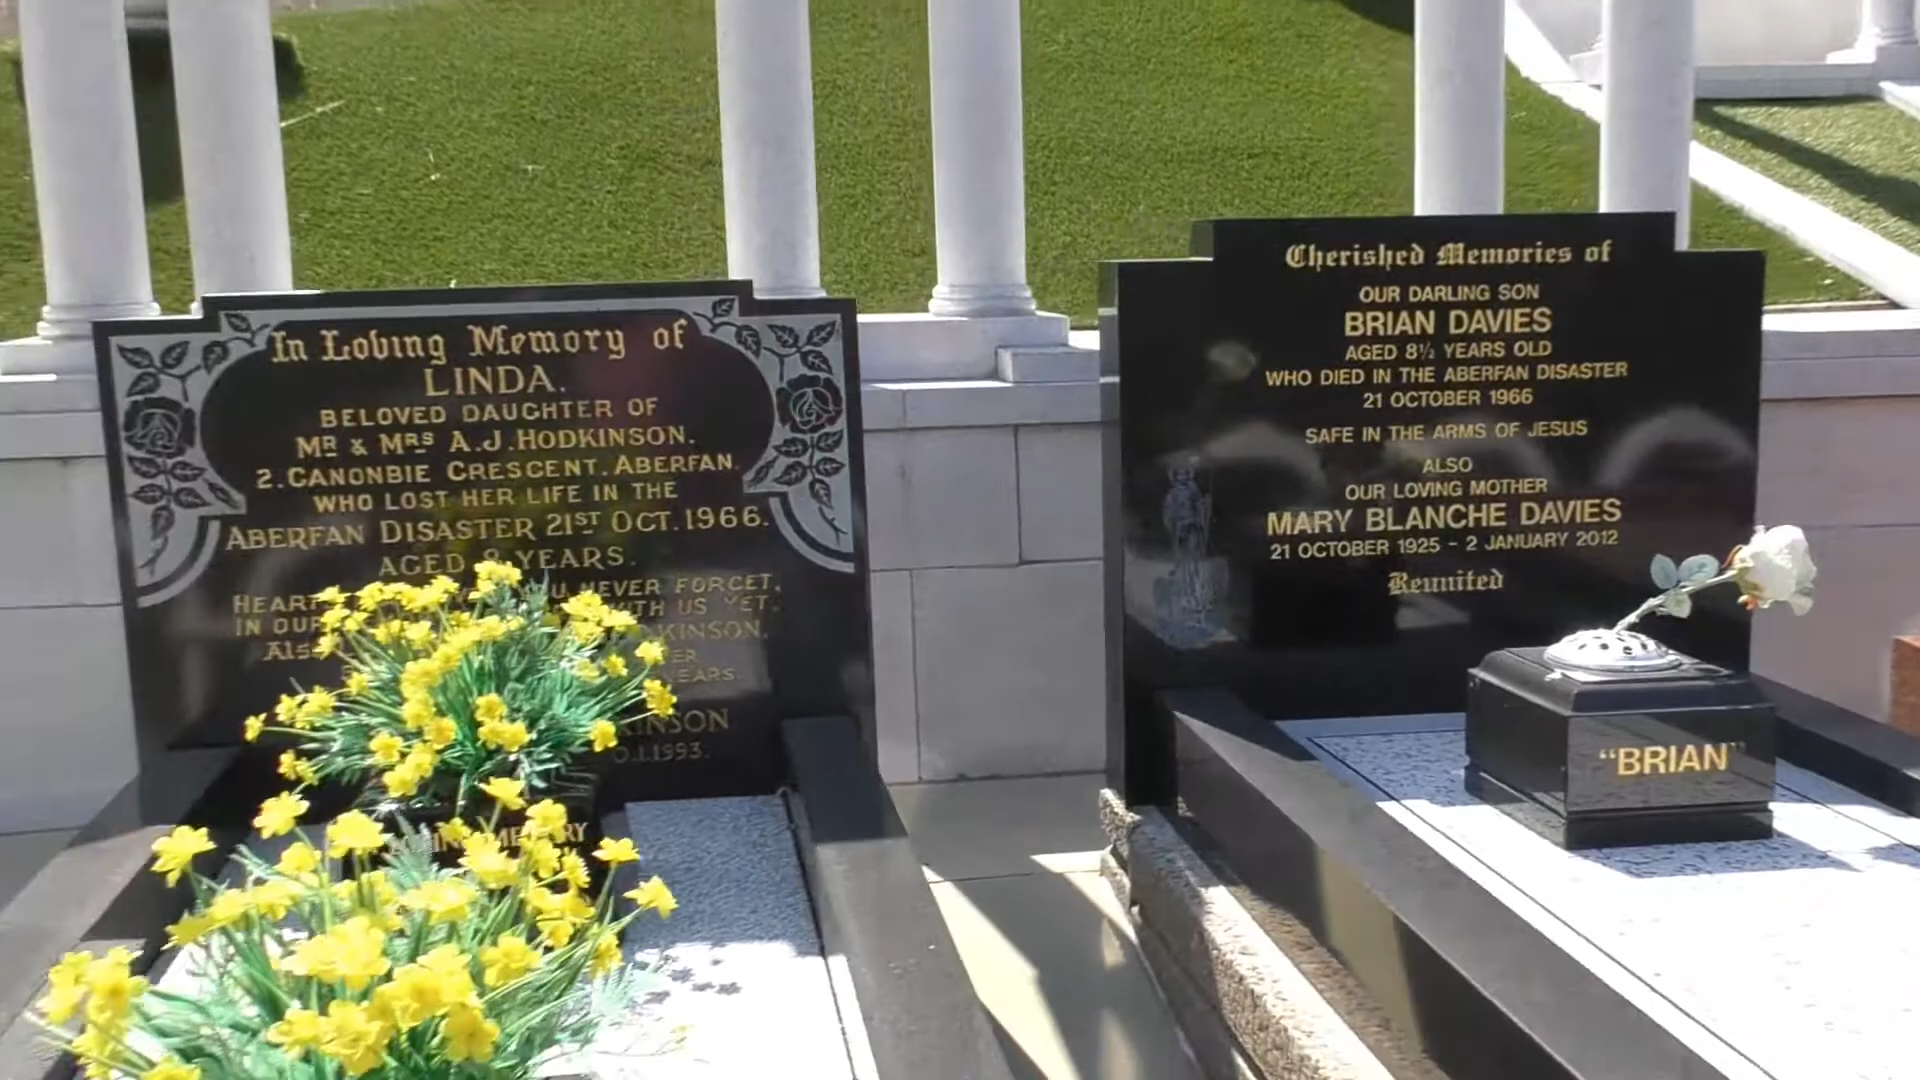 In Loving Memory of
LINDA.
BELOVED DAUGHTER OF
MR & MRS A.J.HODKINSON.
2.CANONBIE CRESCENT.ABERFAN.
WHO LOST HER LIFE IN THE
ABERFAN DISASTER 21ST OCT.1966.
AGED 8 YEARS.
YOU NEVER FORGET,
IN OUR WITH US YET.
KINSON
1993.
Cherished Memories of
OUR DARLING SON
BRIAN DAVIES
AGED 8½ YEARS OLD
WHO DIED IN THE ABERFAN DISASTER
21 OCTOBER 1966
SAFE IN THE ARMS OF JESUS
ALSO
OUR LOVING MOTHER
MARY BLANCHE DAVIES
21 OCTOBER 1925 - 2 JANUARY 2012
Reunited
"BRIAN"